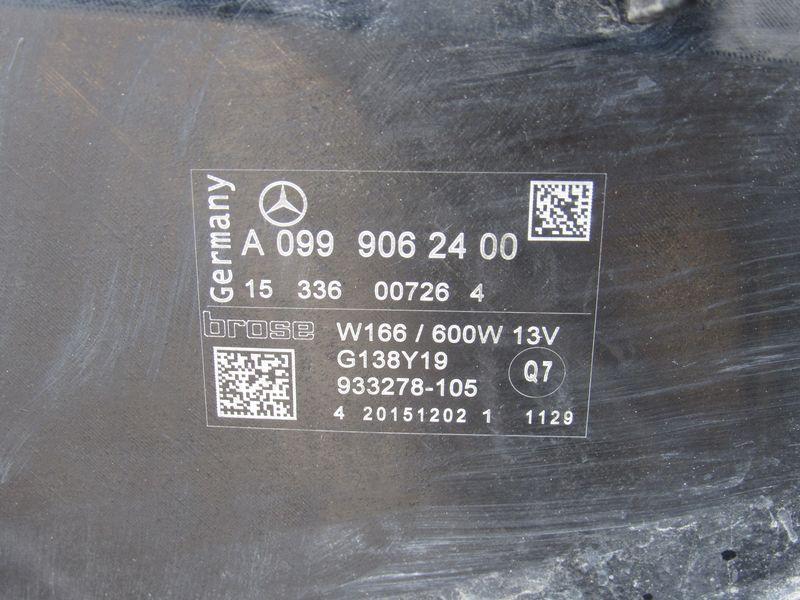 Germany
A 099 906 24 00
15 336 00726 4
brose
W166 / 600W 13V
G138Y19
Q7
933278-105
4 20151202 1 1129